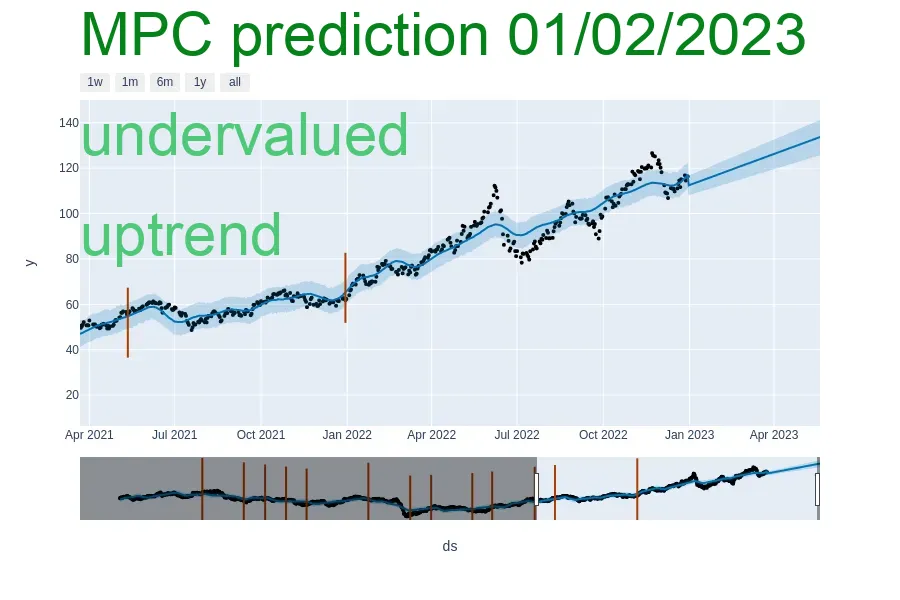 MPC prediction 01/02/2023
1w 1m 6m 1y all
undervalued
uptrend
140
120
100
80
60
40
20
y
Apr 2021 Jul 2021 Oct 2021 Jan 2022 Apr 2022 Jul 2022 Oct 2022 Jan 2023 Apr 2023
ds